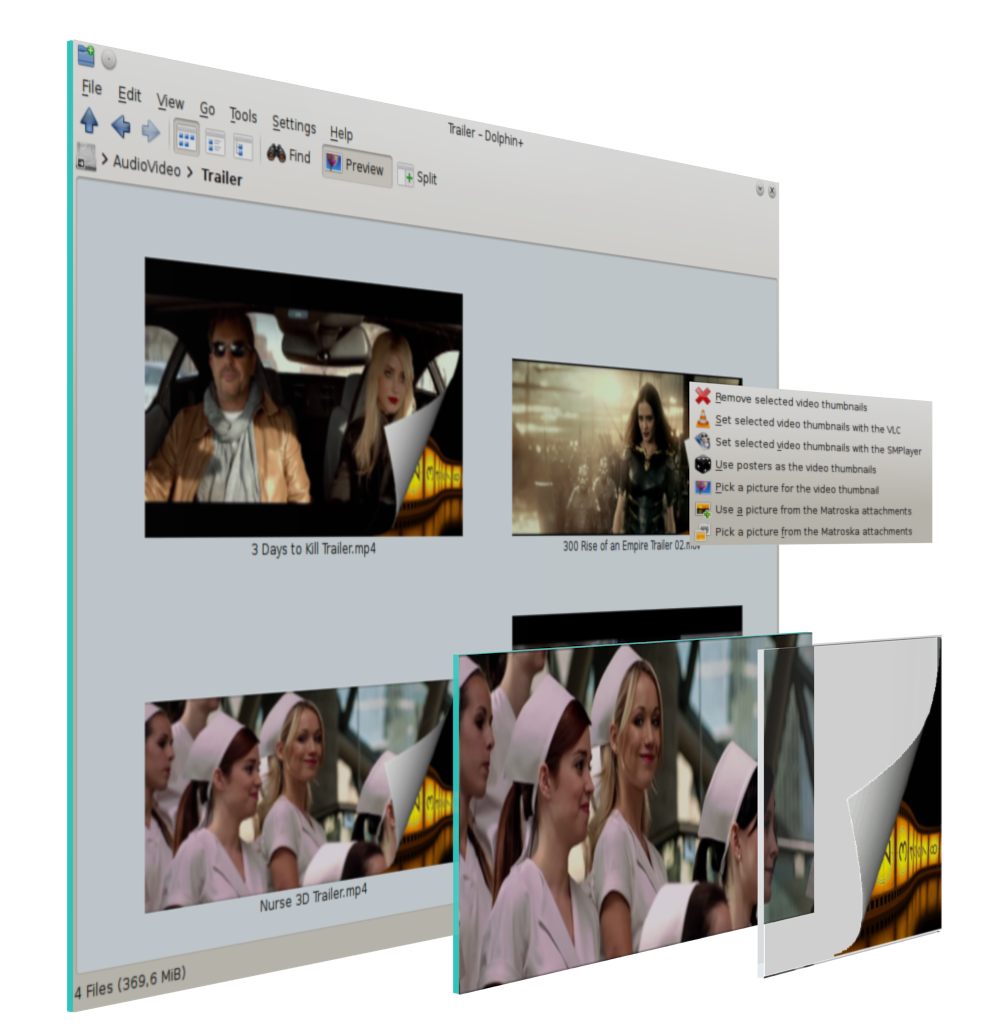 Trailer – Dolphin+
File Edit View Go Tools Settings Help
Find Preview Split
> AudioVideo > Trailer
3 Days to Kill Trailer.mp4
300 Rise of an Empire Trailer 02.mov
Remove selected video thumbnails
Set selected video thumbnails with the VLC
Set selected video thumbnails with the SMPlayer
Use posters as the video thumbnails
Pick a picture for the video thumbnail
Use a picture from the Matroska attachments
Pick a picture from the Matroska attachments
Nurse 3D Trailer.mp4
4 Files (369,6 MiB)